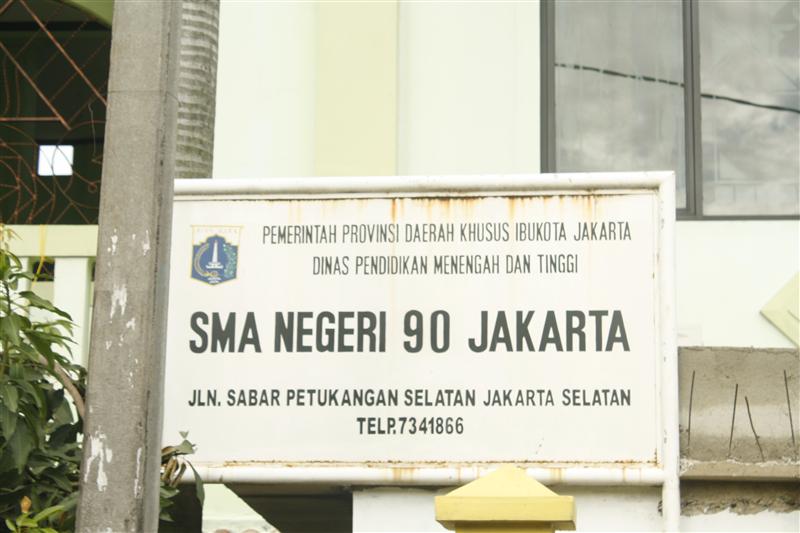 PEMERINTAH PROVINSI DAERAH KHUSUS IBUKOTA JAKARTA
DINAS PENDIDIKAN MENENGAH DAN TINGGI
SMA NEGERI 90 JAKARTA
JLN. SABAR PETUKANGAN SELATAN JAKARTA SELATAN
TELP.7341866